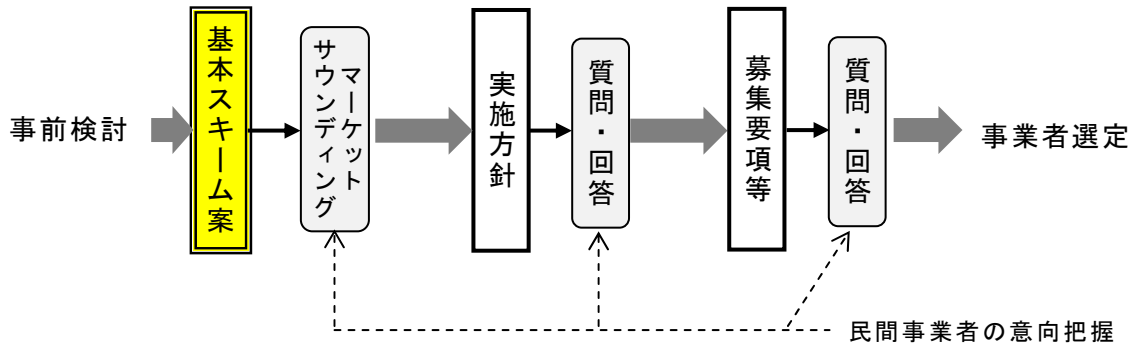 事前検討
基本スキーム案
マーケット
サウンディング
実施方針
質問・回答
募集要項等
質問・回答
事業者選定
民間事業者の意向把握